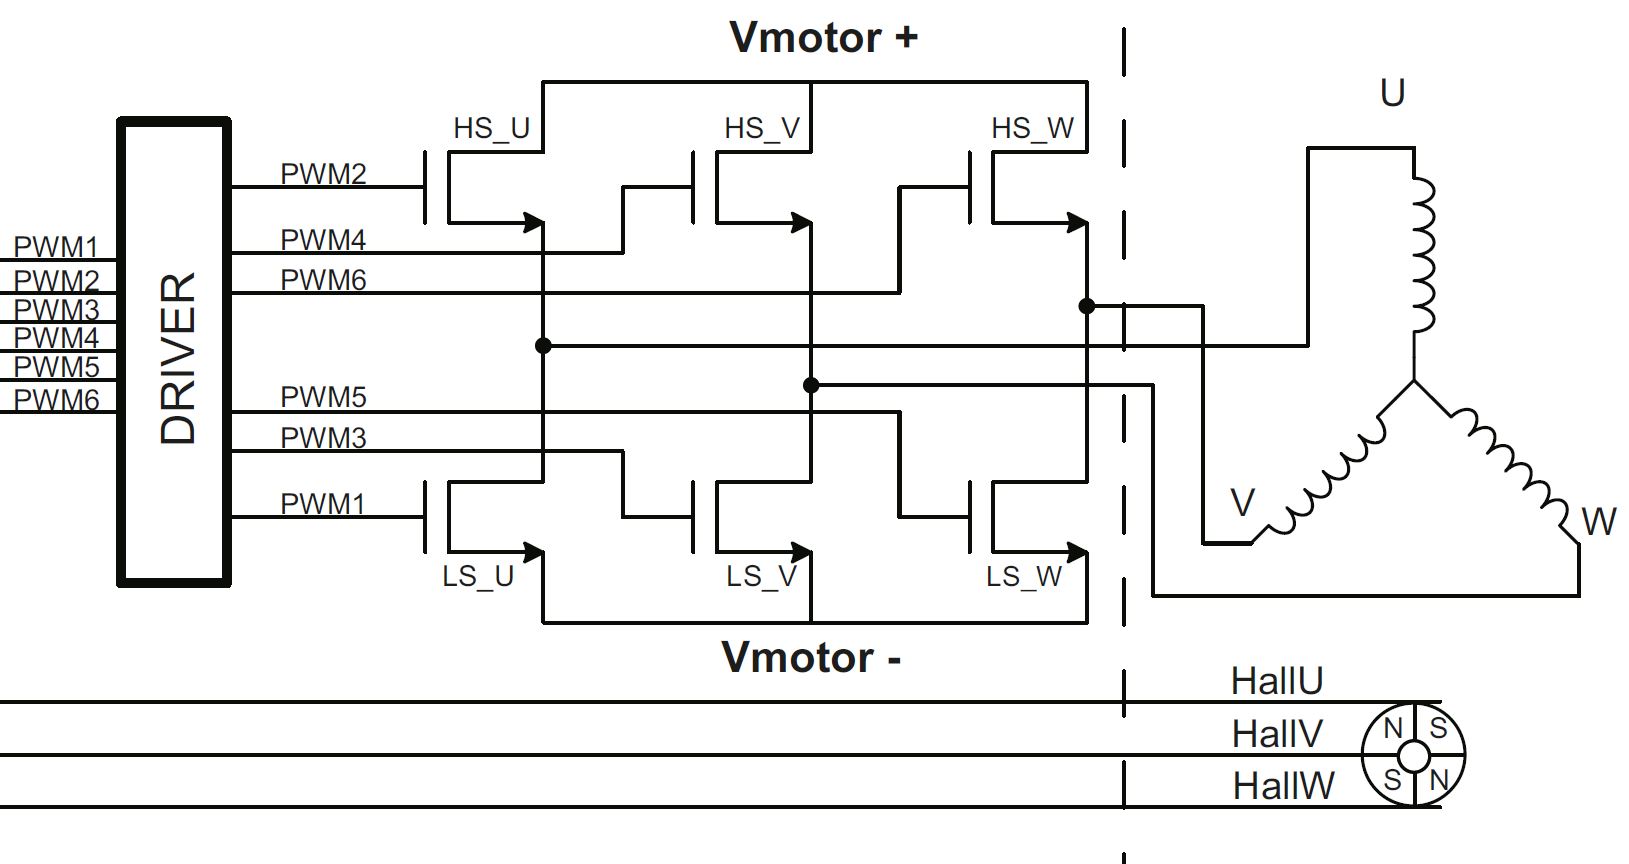 Vmotor +
U
HS_U
HS_V
HS_W
PWM2
PWM4
PWM6
PWM1
PWM2
PWM3
PWM4
PWM5
PWM6
DRIVER
PWM5
PWM3
PWM1
LS_U
LS_V
LS_W
V
W
Vmotor -
HallU
HallV
HallW
N S
S N